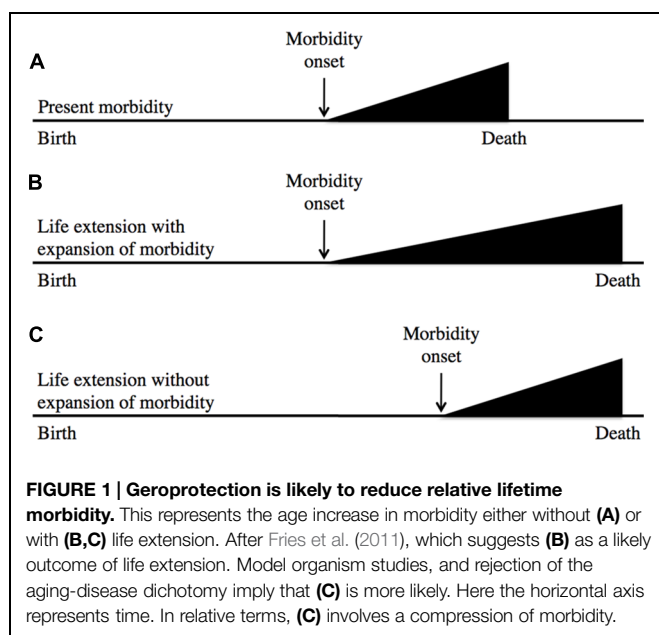 Morbidity
onset
A
Present morbidity
Birth
Death
B
Morbidity
onset
Life extension with
expansion of morbidity
Birth
Death
C
Morbidity
onset
Life extension without
expansion of morbidity
Birth
Death
FIGURE 1 | Geroprotection is likely to reduce relative lifetime
morbidity. This represents the age increase in morbidity either without (A) or
with (B,C) life extension. After Fries et al. (2011), which suggests (B) as a likely
outcome of life extension. Model organism studies, and rejection of the
aging-disease dichotomy imply that (C) is more likely. Here the horizontal axis
represents time. In relative terms, (C) involves a compression of morbidity.